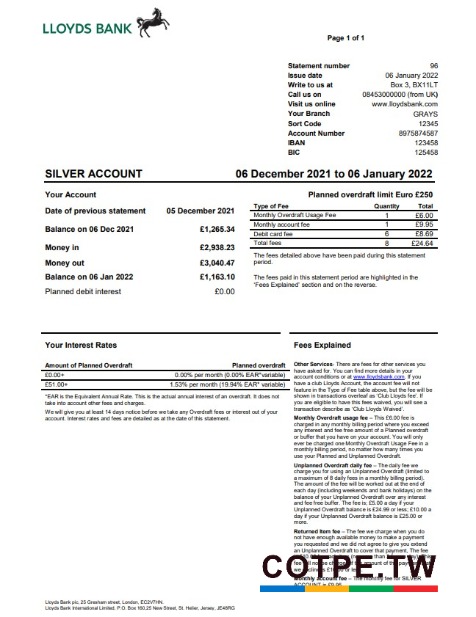 LLOYDS BANK
Page 1 of 1
Statement number 96
Issue date 06 January 2022
Write to us at Box 3, BX11LT
Call us on 08453000000 (from UK)
Visit us online www.lloydsbank.com
Your Branch GRAYS
Sort Code 12345
Account Number 8975874587
IBAN 123458
BIC 125458
SILVER ACCOUNT 06 December 2021 to 06 January 2022
Your Account
Date of previous statement 05 December 2021
Balance on 06 Dec 2021 £1,265.34
Money in £2,938.23
Money out £3,040.47
Balance on 06 Jan 2022 £1,163.10
Planned debit interest £0.00
Planned overdraft limit Euro £250
Type of Fee Quantity Total
Monthly Overdraft Usage Fee 1 £6.00
Monthly account fee 1 £9.95
Debit card fee 6 £8.69
Total fees 8 £24.64
The fees detailed above have been paid during this statement
period.
The fees paid in this statement period are highlighted in the
'Fees Explained' section and on the reverse.
Your Interest Rates
Amount of Planned Overdraft Planned overdraft
£0.00+ 0.00% per month (0.00% EAR*variable)
£51.00+ 1.53% per month (19.94% EAR*variable)
*EAR is the Equivalent Annual Rate. This is the actual annual interest of an overdraft. It does not
take into account other fees and charges.
We will give you at least 14 days notice before we take any Overdraft fees or interest out of your
account. Interest rates and fees are detailed as at the date of this statement.
Fees Explained
Other Services- There are fees for other services you
have asked for. You can find more details in your
account conditions or at www.lloydsbank.com. If you
have a club Lloyds Account, the account fee will not
feature in the Type of Fee table above, but the fee will be
shown in transactions overleaf as 'Club Lloyds fee'. If
you are eligible to have this fees waived, you will see a
transaction describe as 'Club Lloyds Waived'.
Monthly Overdraft usage fee – This £6.00 fee is
charged in any monthly billing period where you exceed
any interest and fee free amount of a Planned overdraft
or buffer that you have on your account. You will only
ever be charged one Monthly Overdraft Usage Fee in a
monthly billing period, no matter how many times you
use your Planned and Unplanned Overdraft.
Unplanned Overdraft daily fee – The daily fee we
charge you for using an Unplanned Overdraft (limited to
a maximum of 8 daily fees in a monthly billing period).
The amount of the fee will be worked out at the end of
each day (including weekends and bank holidays) on the
balance of your Unplanned Overdraft over any interest
and fee free buffer. The fee is: £5.00 a day if your
Unplanned Overdraft balance is £24.99 or less; £10.00 a
day if your Unplanned Overdraft balance is £25.00 or
more.
Returned item fee – The fee we charge when you do
not have enough available money to make a payment
you requested and we did not agree to give you extend
an Unplanned Overdraft to cover that payment. The fee
Monthly account fee – The monthly fee for SILVER
COTPE.TW
Lloyds Bank plc, 25 Gresham street, London, EC2V7HN.
Lloyds Bank International Limited. P.O. Box 160,25 New Street, St. Helier, Jersey, JE48RG